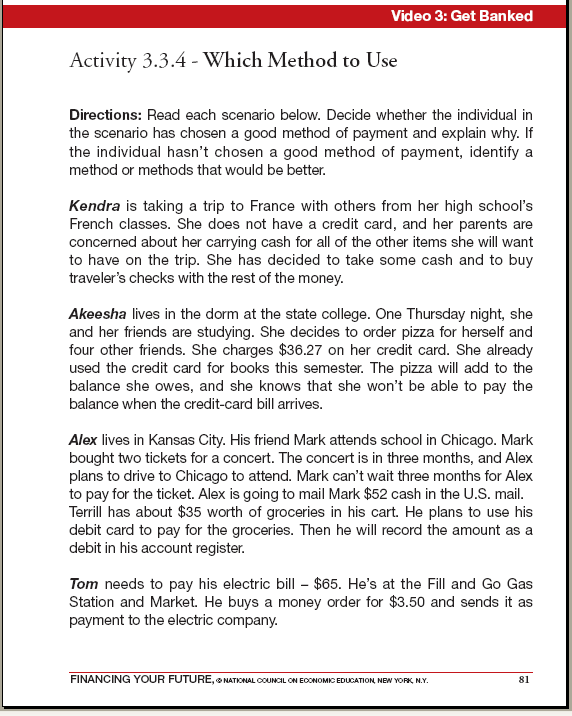 Video 3: Get Banked
Activity 3.3.4 - Which Method to Use
Directions: Read each scenario below. Decide whether the individual in
the scenario has chosen a good method of payment and explain why. If
the individual hasn't chosen a good method of payment, identify a
method or methods that would be better.
Kendra is taking a trip to France with others from her high school's
French classes. She does not have a credit card, and her parents are
concerned about her carrying cash for all of the other items she will want
to have on the trip. She has decided to take some cash and to buy
traveler's checks with the rest of the money.
Akeesha lives in the dorm at the state college. One Thursday night, she
and her friends are studying. She decides to order pizza for herself and
four other friends. She charges $36.27 on her credit card. She already
used the credit card for books this semester. The pizza will add to the
balance she owes, and she knows that she won't be able to pay the
balance when the credit-card bill arrives.
Alex lives in Kansas City. His friend Mark attends school in Chicago. Mark
bought two tickets for a concert. The concert is in three months, and Alex
plans to drive to Chicago to attend. Mark can't wait three months for Alex
to pay for the ticket. Alex is going to mail Mark $52 cash in the U.S. mail.
Terrill has about $35 worth of groceries in his cart. He plans to use his
debit card to pay for the groceries. Then he will record the amount as a
debit in his account register.
Tom needs to pay his electric bill – $65. He's at the Fill and Go Gas
Station and Market. He buys a money order for $3.50 and sends it as
payment to the electric company.
FINANCING YOUR FUTURE, © NATIONAL COUNCIL ON ECONOMIC EDUCATION, NEW YORK, N.Y. 81